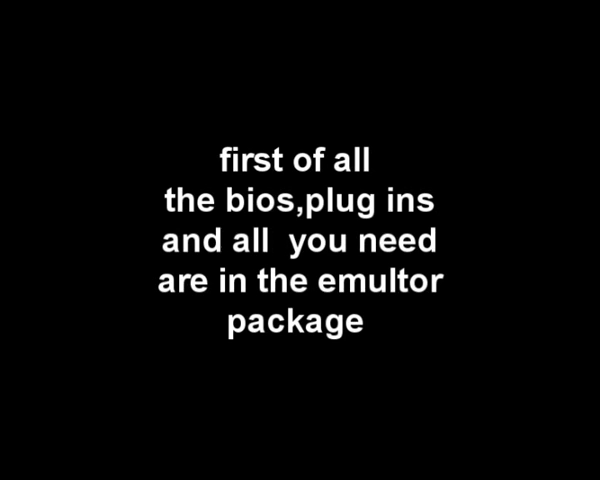 first of all
the bios,plug ins
and all  you need
are in the emultor
package